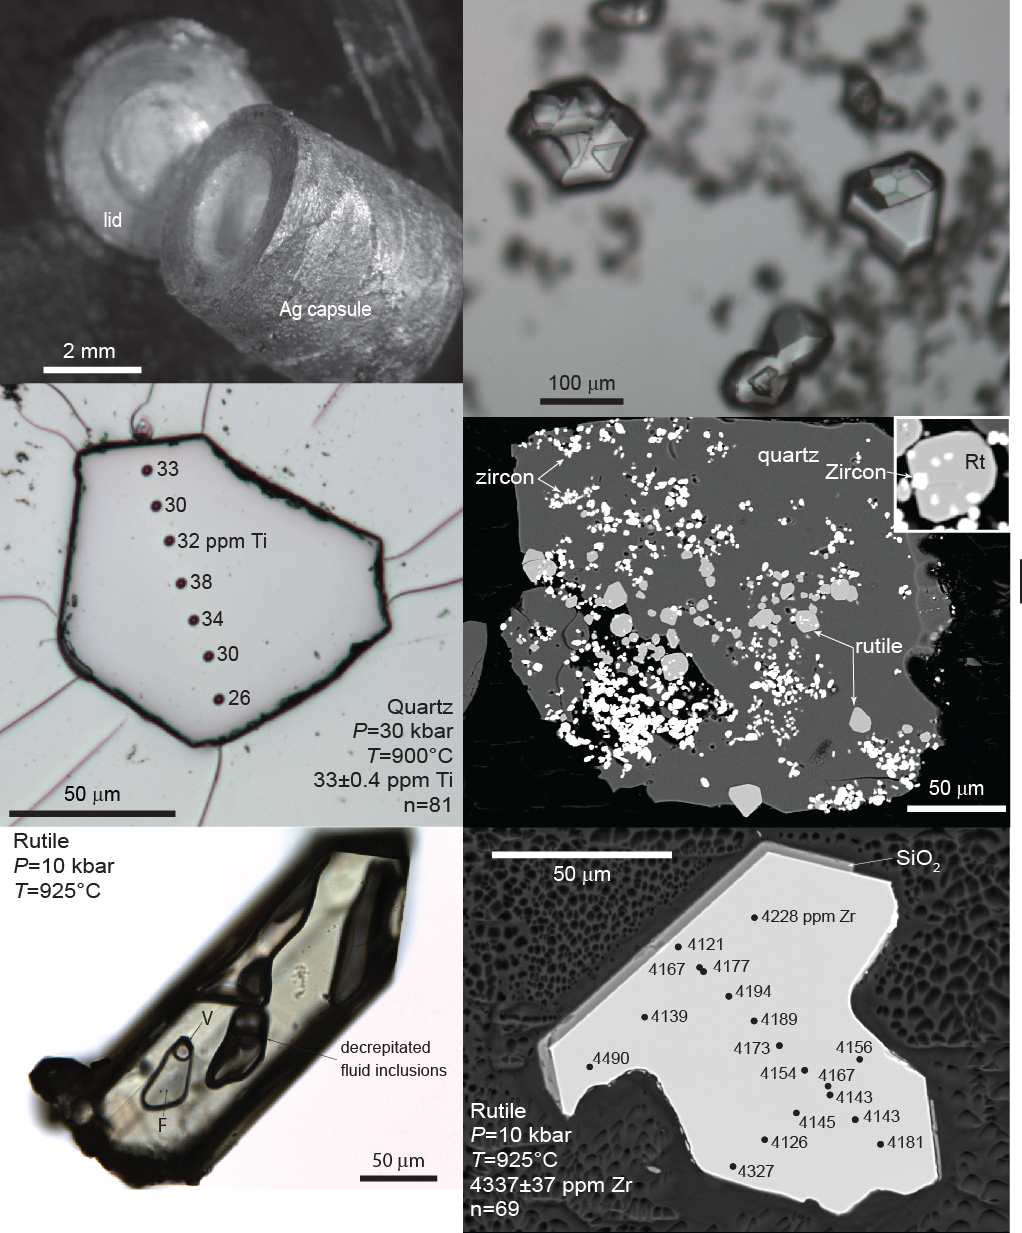 lid
Ag capsule
2 mm
100 μm
33
30
32 ppm Ti
38
34
30
26
Quartz
P=30 kbar
T=900°C
33±0.4 ppm Ti
n=81
50 μm
zircon
quartz
Zircon
Rt
rutile
50 μm
Rutile
P=10 kbar
T=925°C
V
F
decrepitated
fluid inclusions
50 μm
50 μm
SiO₂
4228 ppm Zr
4121
4167
4177
4194
4139
4189
4173
4156
4490
4154
4167
4143
4145
4143
4126
4181
4327
Rutile
P=10 kbar
T=925°C
4337±37 ppm Zr
n=69